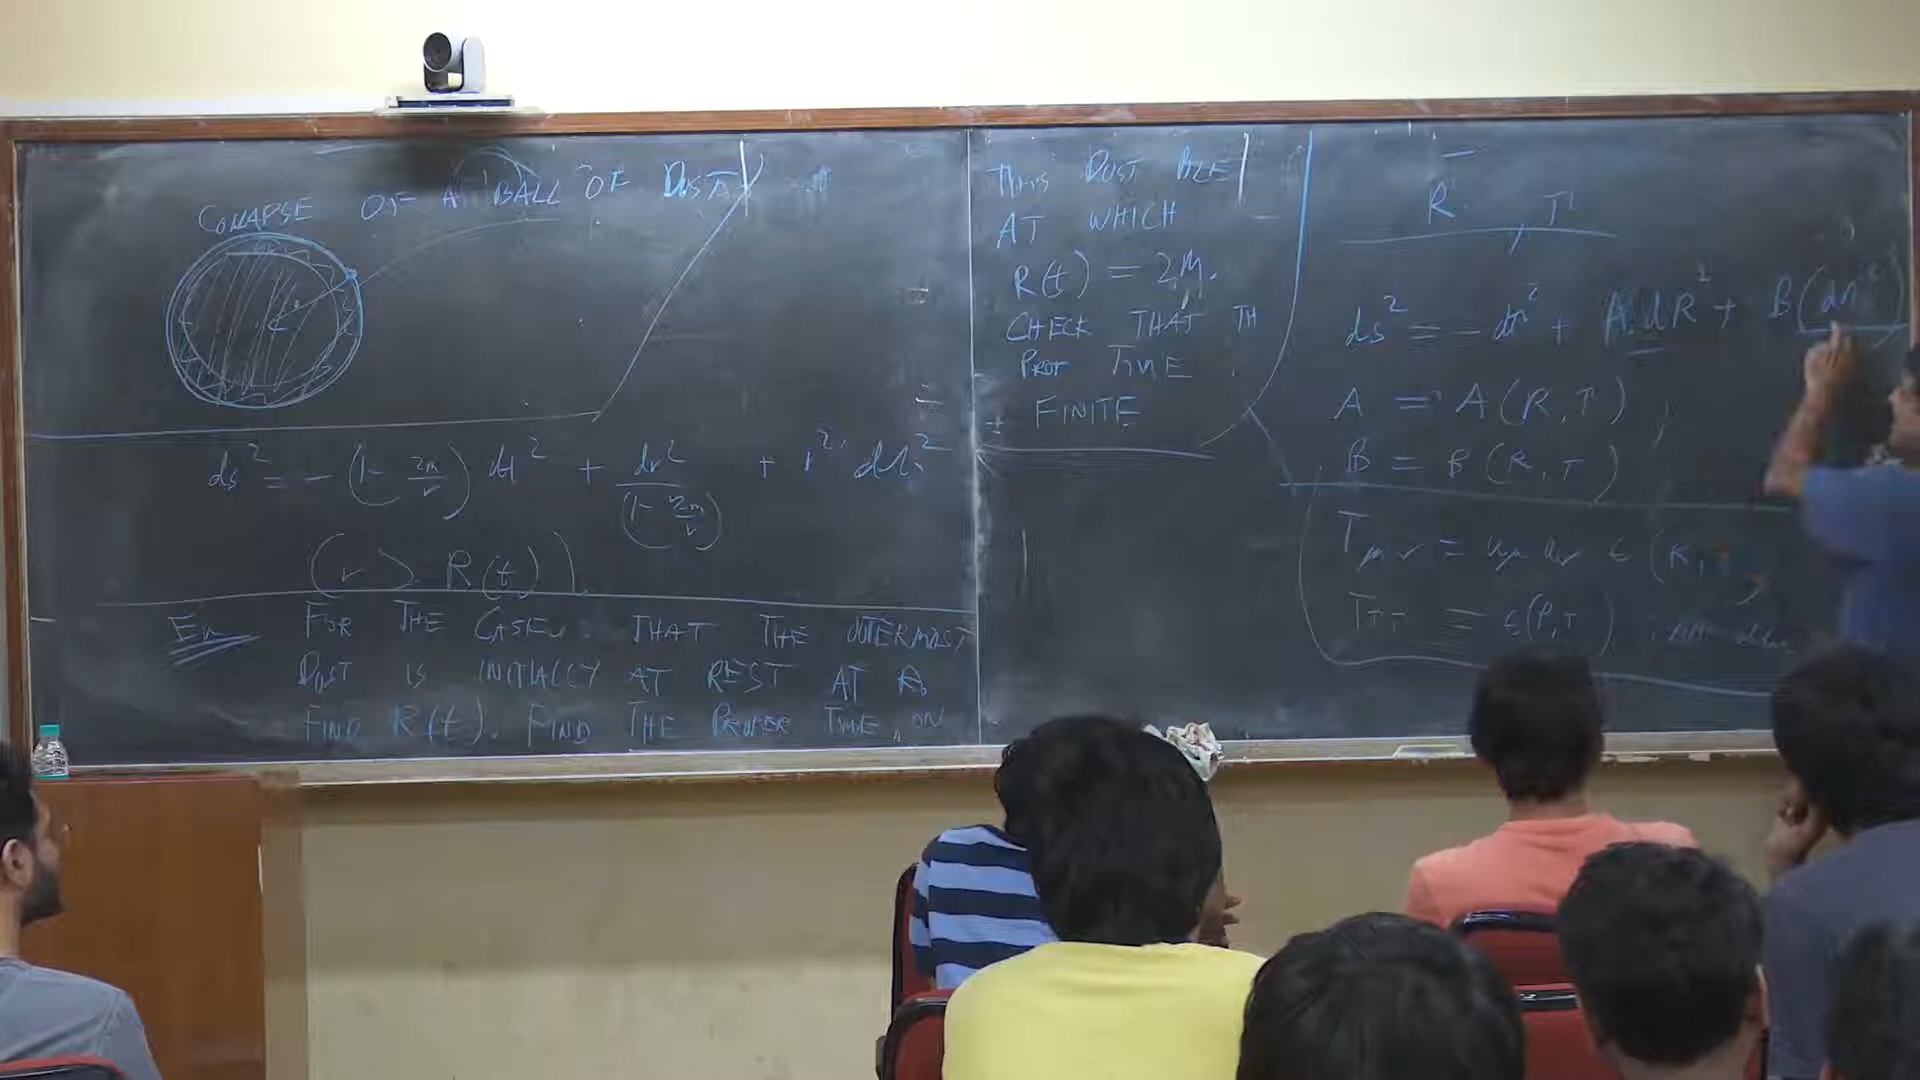 COLLAPSE OF A BALL OF DUST
ds² = - (1 - 2m/r) dt² + dr²/(1 - 2m/r) + r² dΩ²
(r > R(t)).
Ex FOR THE CASE THAT THE OUTERMOST
DUST IS INITIALLY AT REST AT R₀
FIND R(t). FIND THE PROPER TIME ON
THIS DUST
AT WHICH
R(t) = 2M.
CHECK THAT TH
PROP TIME
FINITE
R, T
ds² = - dT² + A dR² + B (dΩ²)
A = A(R, T),
B = B(R, T)
Tμν = uμ uν ε (R,
TTT = ε(R,T)